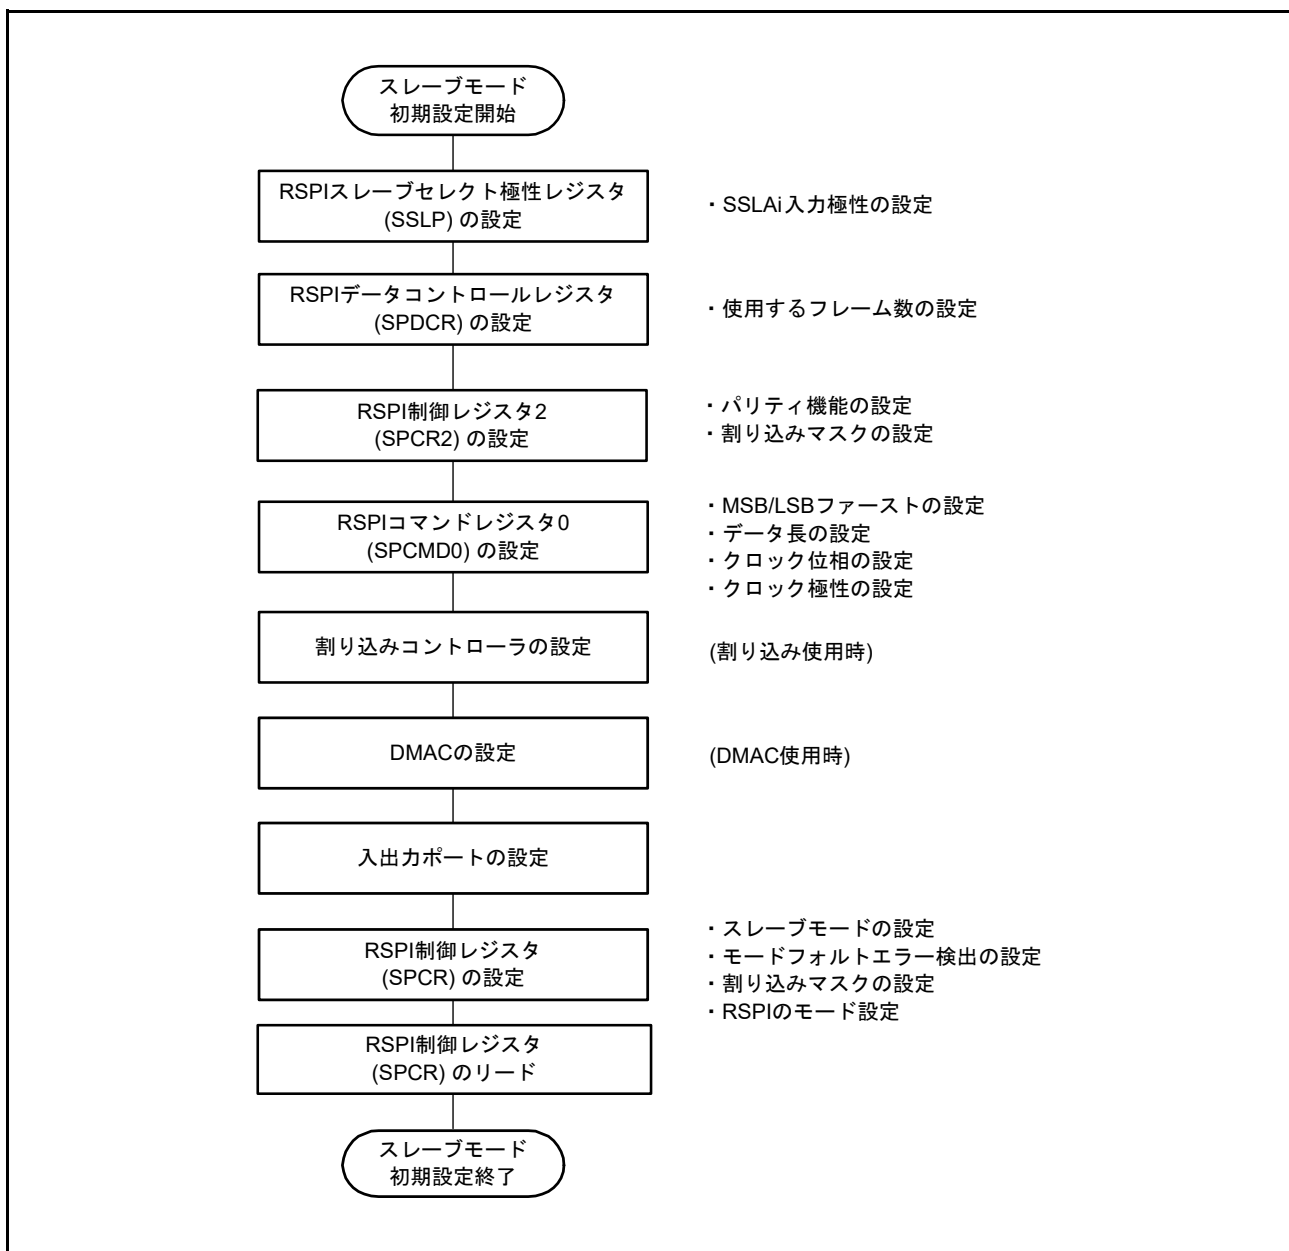 スレーブモード
初期設定開始
RSPIスレーブセレクト極性レジスタ
(SSLP) の設定
・SSLAi入力極性の設定
RSPIデータコントロールレジスタ
(SPDCR) の設定
・使用するフレーム数の設定
RSPI制御レジスタ2
(SPCR2) の設定
・パリティ機能の設定
・割り込みマスクの設定
RSPIコマンドレジスタ0
(SPCMD0) の設定
・MSB/LSBファーストの設定
・データ長の設定
・クロック位相の設定
・クロック極性の設定
割り込みコントローラの設定
(割り込み使用時)
DMACの設定
(DMAC使用時)
入出力ポートの設定
RSPI制御レジスタ
(SPCR) の設定
・スレーブモードの設定
・モードフォルトエラー検出の設定
・割り込みマスクの設定
・RSPIのモード設定
RSPI制御レジスタ
(SPCR) のリード
スレーブモード
初期設定終了